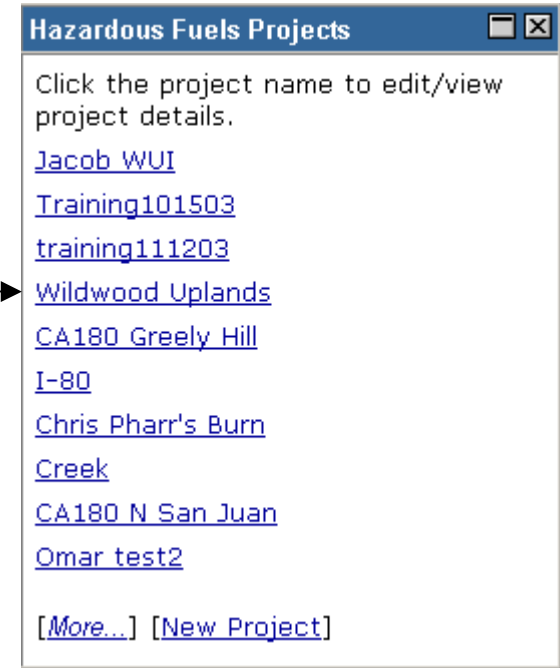 Hazardous Fuels Projects
Click the project name to edit/view
project details.
Jacob WUI
Training101503
training111203
Wildwood Uplands
CA180 Greely Hill
I-80
Chris Pharr's Burn
Creek
CA180 N San Juan
Omar test2
[More...] [New Project]